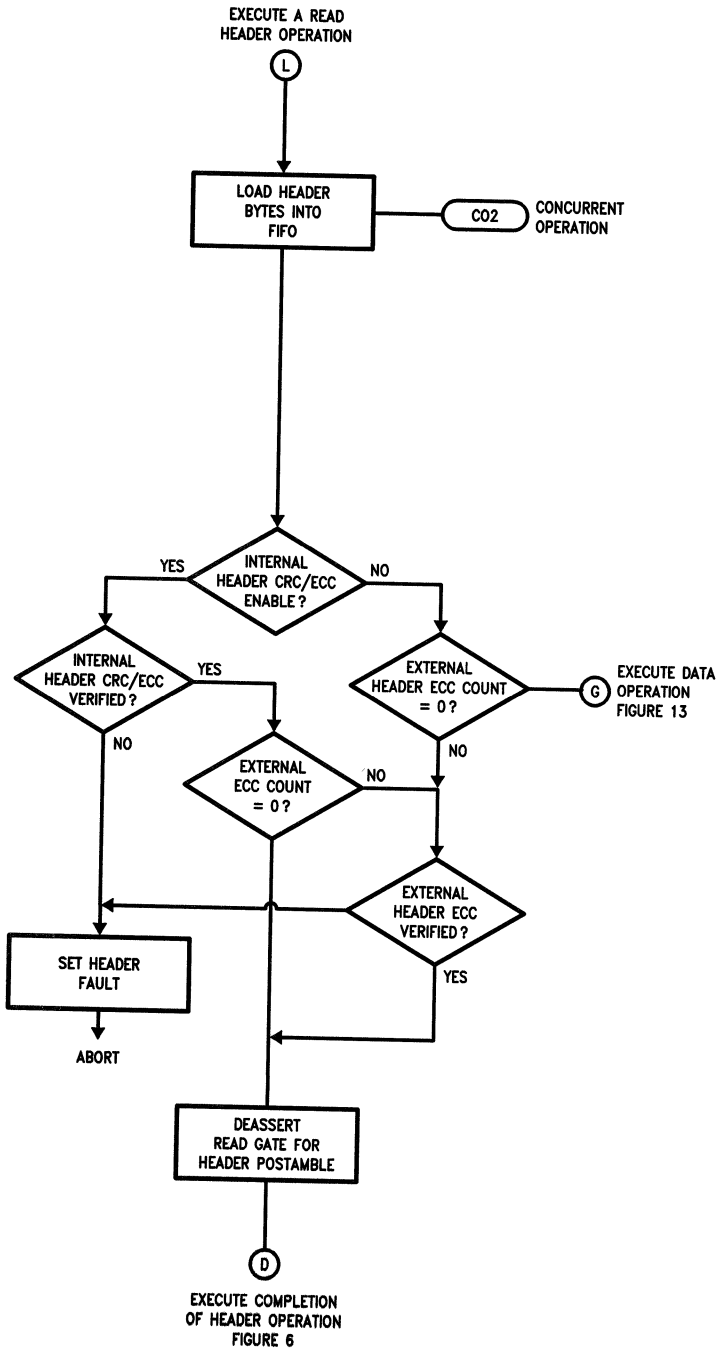 EXECUTE A READ
HEADER OPERATION
L
LOAD HEADER
BYTES INTO
FIFO
CO2
CONCURRENT
OPERATION
INTERNAL
HEADER CRC/ECC
ENABLE?
YES
NO
INTERNAL
HEADER CRC/ECC
VERIFIED?
YES
NO
EXTERNAL
HEADER ECC COUNT
= 0?
G
EXECUTE DATA
OPERATION
FIGURE 13
NO
EXTERNAL
ECC COUNT
= 0?
NO
EXTERNAL
HEADER ECC
VERIFIED?
YES
SET HEADER
FAULT
ABORT
DEASSERT
READ GATE FOR
HEADER POSTAMBLE
D
EXECUTE COMPLETION
OF HEADER OPERATION
FIGURE 6